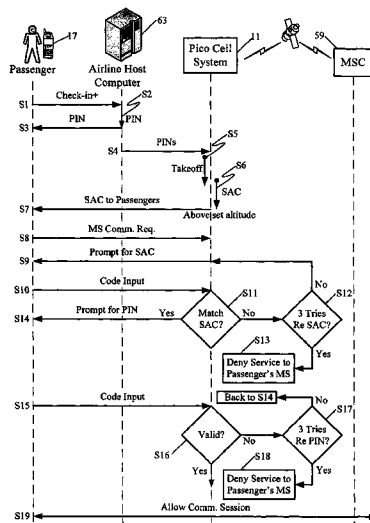 17
63
11
59
Passenger
Airline Host
Computer
Pico Cell
System
MSC
S1
Check-in+
S2
S3
PIN
PIN
S4
PINs
S5
Takeoff
S6
SAC
S7
SAC to Passengers
Above set altitude
S8
MS Comm. Req.
S9
Prompt for SAC
No
S10
Code Input
S11
S12
S14
Prompt for PIN
Yes
Match
SAC?
No
3 Tries
Re SAC?
S13
Yes
Deny Service to
Passenger's MS
S15
Code Input
Back to S14
No
S17
S16
Valid?
No
3 Tries
Re PIN?
S18
Yes
Yes
Deny Service to
Passenger's MS
S19
Allow Comm. Session